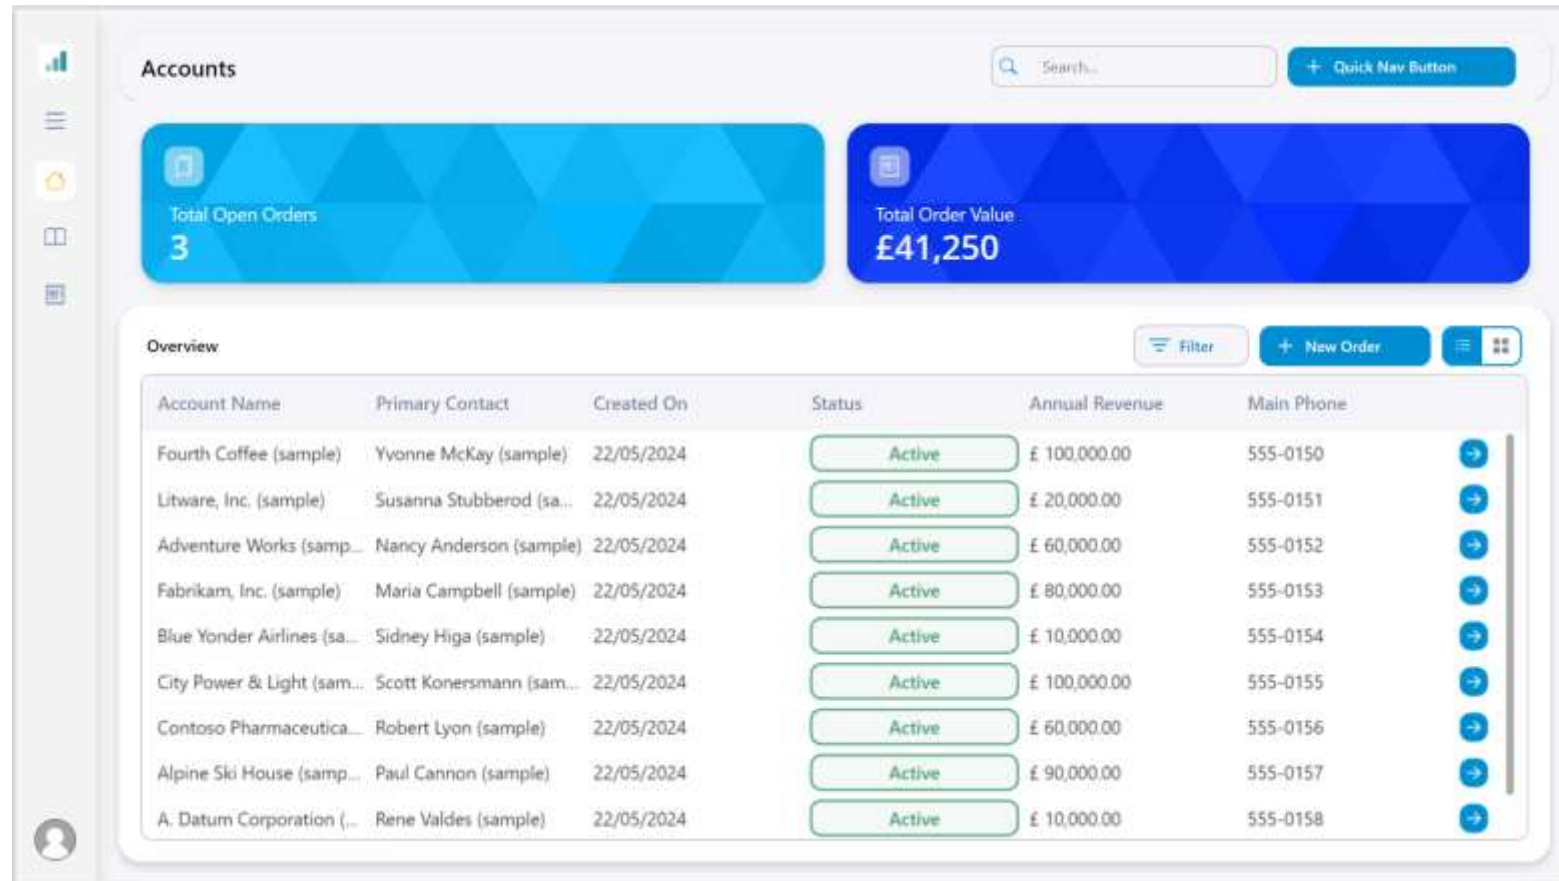 Accounts
Search...
+ Quick Nav Button
Total Open Orders
3
Total Order Value
£41,250
Overview
Filter
+ New Order
Account Name Primary Contact Created On Status Annual Revenue Main Phone
Fourth Coffee (sample) Yvonne McKay (sample) 22/05/2024 Active £ 100,000.00 555-0150
Litware, Inc. (sample) Susanna Stubberod (sa... 22/05/2024 Active £ 20,000.00 555-0151
Adventure Works (samp... Nancy Anderson (sample) 22/05/2024 Active £ 60,000.00 555-0152
Fabrikam, Inc. (sample) Maria Campbell (sample) 22/05/2024 Active £ 80,000.00 555-0153
Blue Yonder Airlines (sa... Sidney Higa (sample) 22/05/2024 Active £ 10,000.00 555-0154
City Power & Light (sam... Scott Konersmann (sam... 22/05/2024 Active £ 100,000.00 555-0155
Contoso Pharmaceutica... Robert Lyon (sample) 22/05/2024 Active £ 60,000.00 555-0156
Alpine Ski House (samp... Paul Cannon (sample) 22/05/2024 Active £ 90,000.00 555-0157
A. Datum Corporation (... Rene Valdes (sample) 22/05/2024 Active £ 10,000.00 555-0158